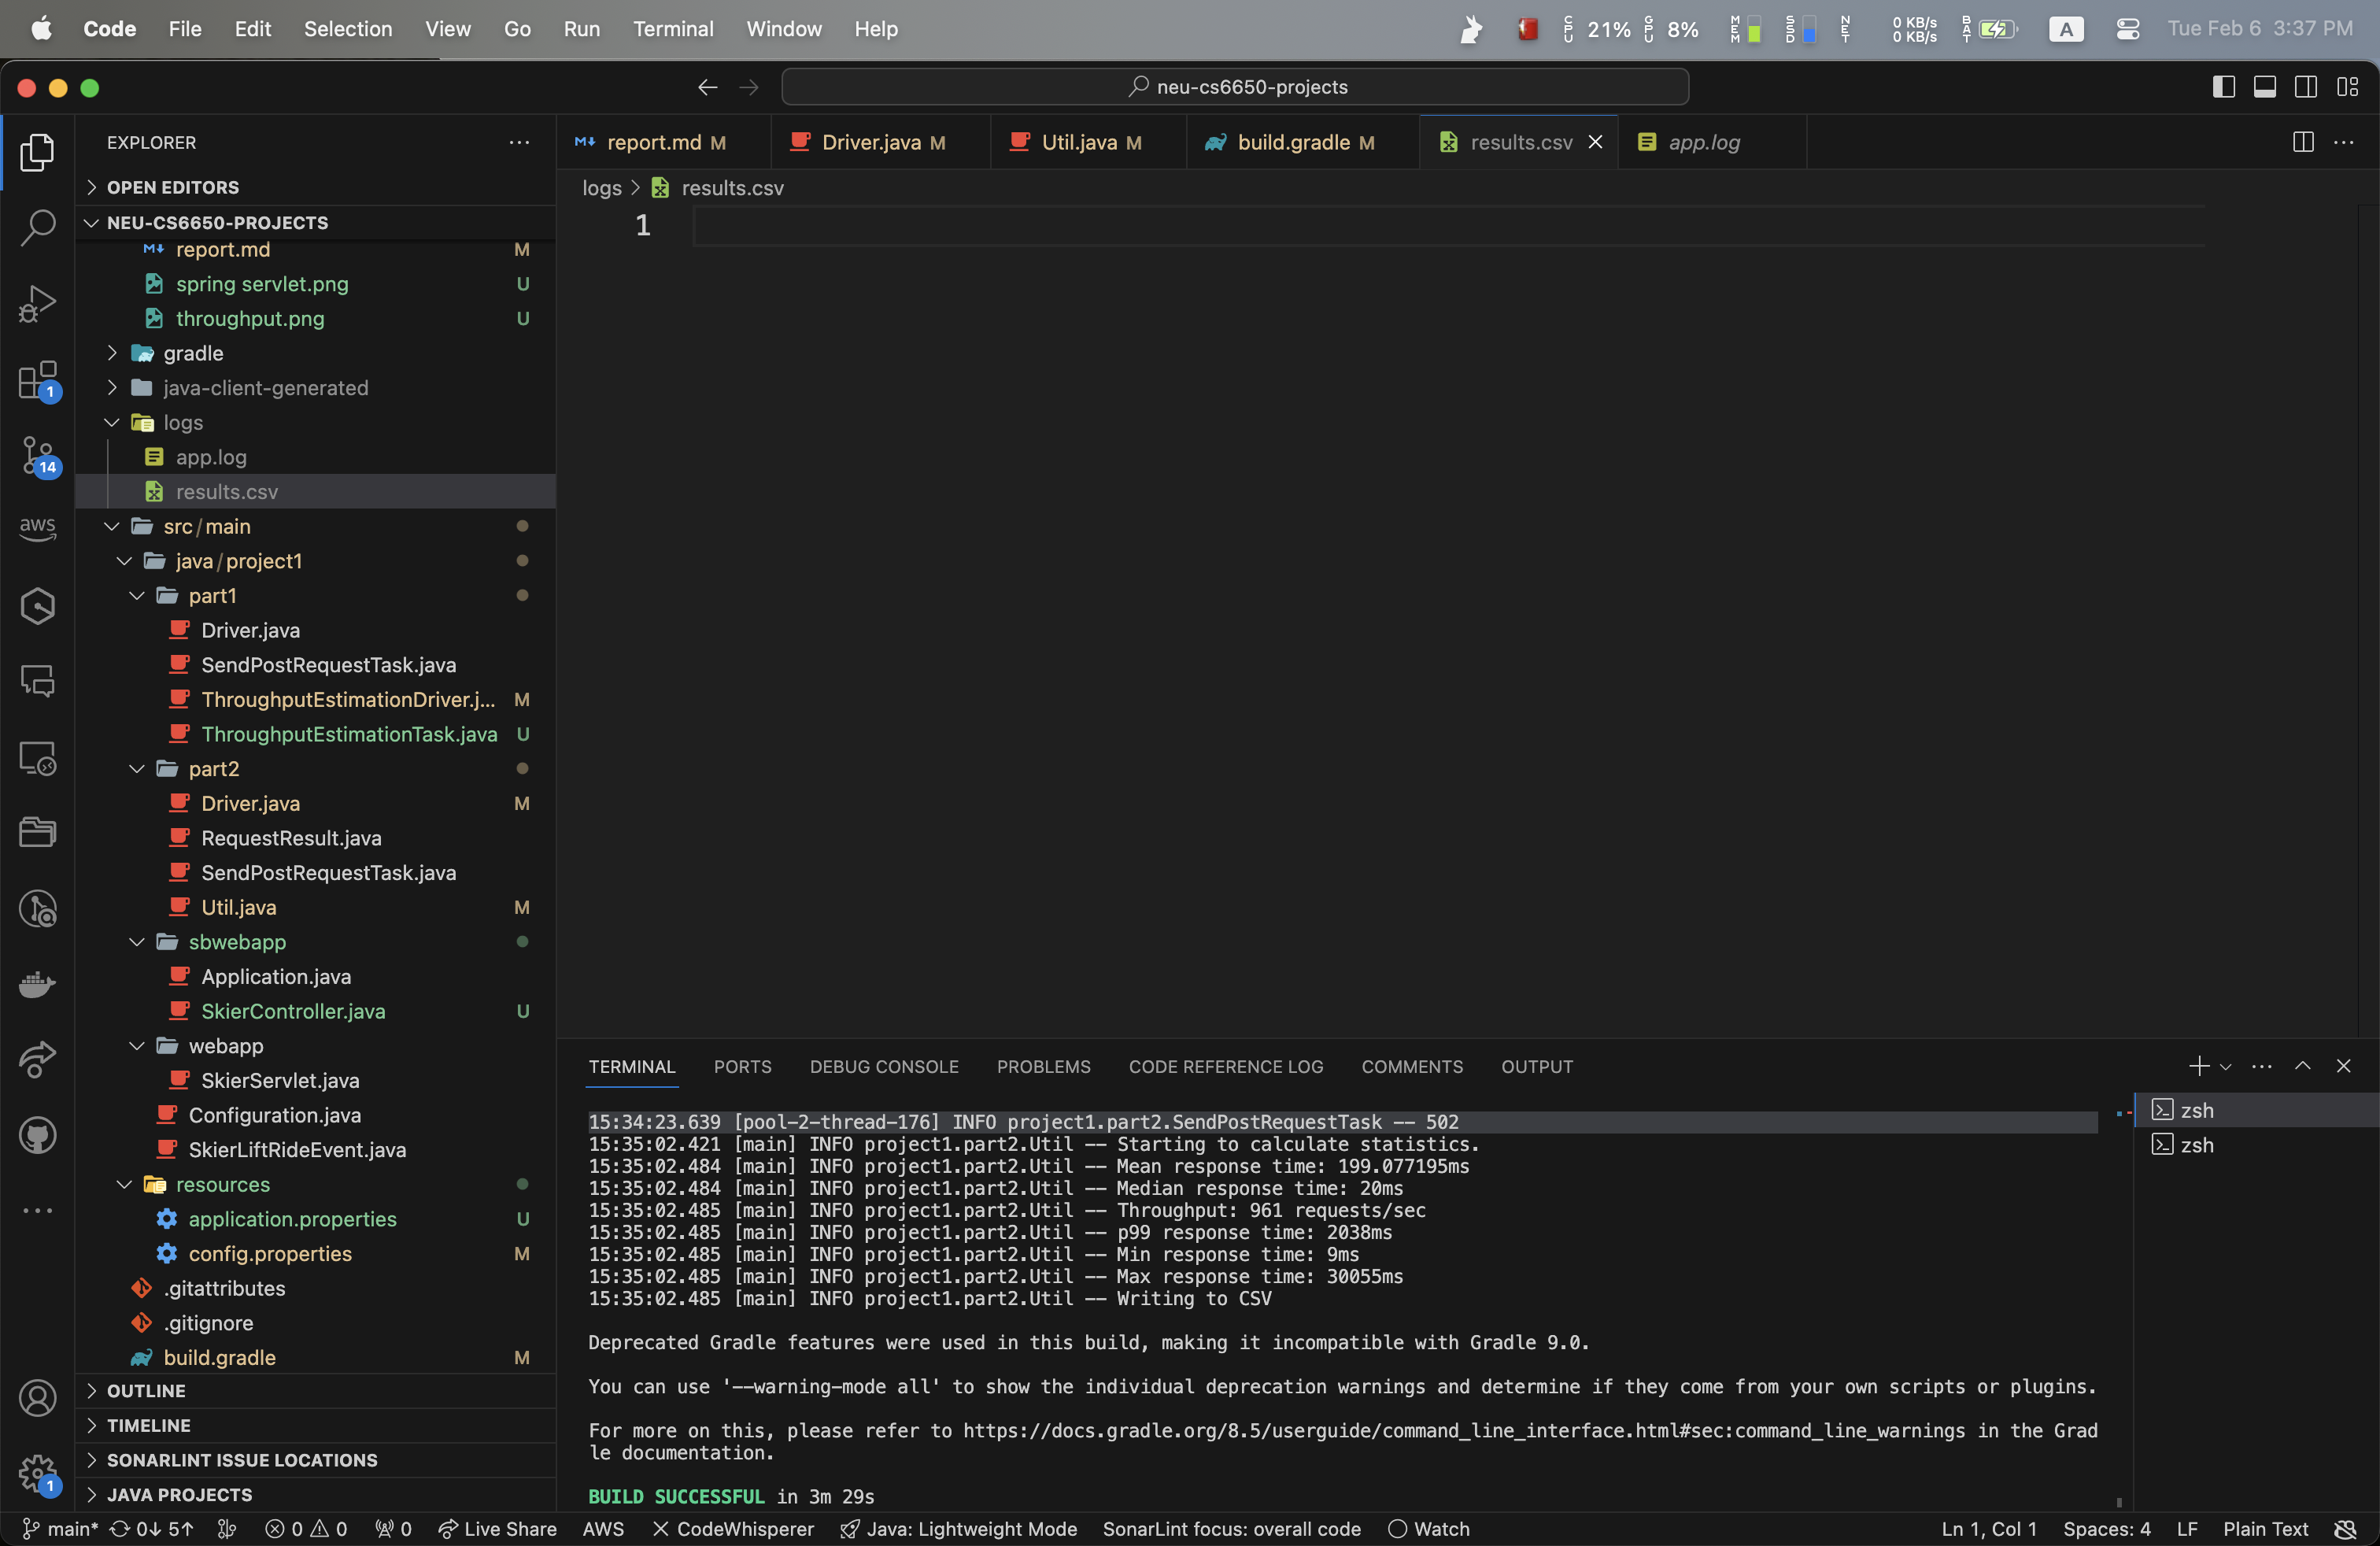 Code File Edit Selection View Go Run Terminal Window Help
CPU 21% GPU 8% MEM SSD NET 0 KB/s 0 KB/s BAT A Tue Feb 6 3:37 PM
neu-cs6650-projects
EXPLORER
report.md M
Driver.java M
Util.java M
build.gradle M
results.csv
app.log
OPEN EDITORS
NEU-CS6650-PROJECTS
report.md M
spring servlet.png U
throughput.png U
gradle
java-client-generated
logs
app.log
results.csv
src/main
java/project1
part1
Driver.java
SendPostRequestTask.java
ThroughputEstimationDriver.j... M
ThroughputEstimationTask.java U
part2
Driver.java M
RequestResult.java
SendPostRequestTask.java
Util.java M
sbwebapp
Application.java
SkierController.java U
webapp
SkierServlet.java
Configuration.java
SkierLiftRideEvent.java
resources
application.properties U
config.properties M
.gitattributes
.gitignore
build.gradle M
OUTLINE
TIMELINE
SONARLINT ISSUE LOCATIONS
JAVA PROJECTS
1
14
aws
1
logs > results.csv
1
TERMINAL PORTS DEBUG CONSOLE PROBLEMS CODE REFERENCE LOG COMMENTS OUTPUT
15:34:23.639 [pool-2-thread-176] INFO project1.part2.SendPostRequestTask -- 502
15:35:02.421 [main] INFO project1.part2.Util -- Starting to calculate statistics.
15:35:02.484 [main] INFO project1.part2.Util -- Mean response time: 199.077195ms
15:35:02.484 [main] INFO project1.part2.Util -- Median response time: 20ms
15:35:02.485 [main] INFO project1.part2.Util -- Throughput: 961 requests/sec
15:35:02.485 [main] INFO project1.part2.Util -- p99 response time: 2038ms
15:35:02.485 [main] INFO project1.part2.Util -- Min response time: 9ms
15:35:02.485 [main] INFO project1.part2.Util -- Max response time: 30055ms
15:35:02.485 [main] INFO project1.part2.Util -- Writing to CSV
Deprecated Gradle features were used in this build, making it incompatible with Gradle 9.0.
You can use '--warning-mode all' to show the individual deprecation warnings and determine if they come from your own scripts or plugins.
For more on this, please refer to https://docs.gradle.org/8.5/userguide/command_line_interface.html#sec:command_line_warnings in the Grad
le documentation.
BUILD SUCCESSFUL in 3m 29s
zsh
zsh
main* 0↓ 5↑ 0 0 0 Live Share AWS CodeWhisperer Java: Lightweight Mode SonarLint focus: overall code Watch Ln 1, Col 1 Spaces: 4 LF Plain Text